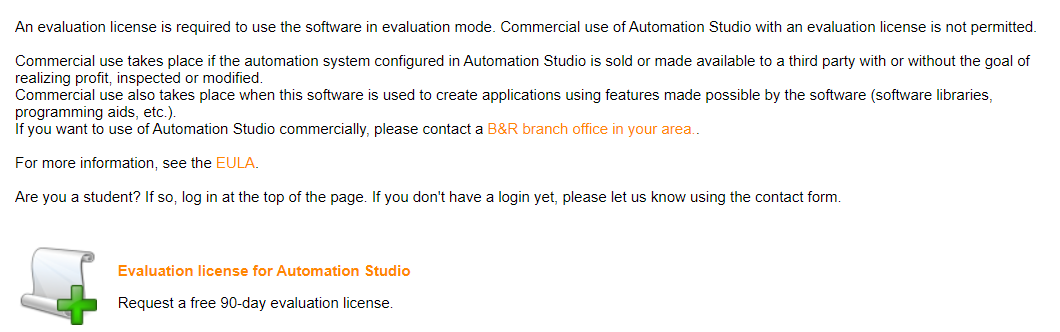 An evaluation license is required to use the software in evaluation mode. Commercial use of Automation Studio with an evaluation license is not permitted.
Commercial use takes place if the automation system configured in Automation Studio is sold or made available to a third party with or without the goal of
realizing profit, inspected or modified.
Commercial use also takes place when this software is used to create applications using features made possible by the software (software libraries,
programming aids, etc.).
If you want to use of Automation Studio commercially, please contact a B&R branch office in your area..
For more information, see the EULA.
Are you a student? If so, log in at the top of the page. If you don't have a login yet, please let us know using the contact form.
Evaluation license for Automation Studio
Request a free 90-day evaluation license.